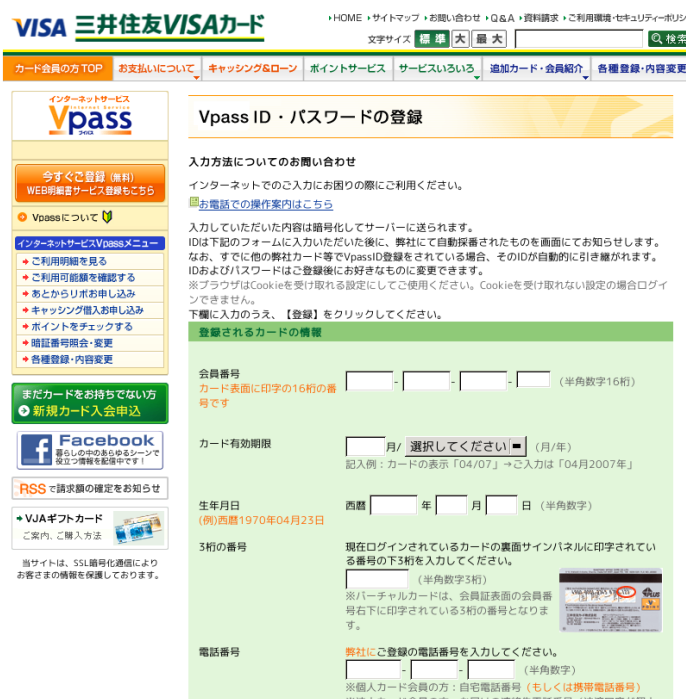 VISA 三井住友VISAカード
HOME サイトマップ お問い合わせ Q&A 資料請求 ご利用環境・セキュリティーポリシ
文字サイズ 標準 大 最大 検索
カード会員の方 TOP お支払いについて キャッシング&ローン ポイントサービス サービスいろいろ 追加カード・会員紹介 各種登録・内容変更
インターネットサービス
Internet Service
Vpass
今すぐご登録 (無料)
WEB明細書サービス登録もこちら
Vpassについて
インターネットサービスVpassメニュー
ご利用明細を見る
ご利用可能額を確認する
あとからリボお申し込み
キャッシング借入お申し込み
ポイントをチェックする
暗証番号照会・変更
各種登録・内容変更
まだカードをお持ちでない方
新規カード入会申込
Facebook
暮らしの中のあらゆるシーンで
役立つ情報を配信中です!
RSSで請求額の確定をお知らせ
VJAギフトカード
ご案内、ご購入方法
当サイトは、SSL暗号化通信により
お客さまの情報を保護しております。
Vpass ID・パスワードの登録
入力方法についてのお問い合わせ
インターネットでのご入力にお困りの際にご利用ください。
お電話での操作案内はこちら
入力していただいた内容は暗号化してサーバーに送られます。
IDは下記のフォームに入力いただいた後に、弊社にて自動採番されたものを画面にてお知らせします。
なお、すでに他の弊社カード等でVpassID登録をされている場合、そのIDが自動的に引き継がれます。
IDおよびパスワードはご登録後にお好きなものに変更できます。
※ブラウザはCookieを受け取れる設定にしてご使用ください。Cookieを受け取れない設定の場合ログイ
ンできません。
下欄に入力のうえ、【登録】をクリックしてください。
登録されるカードの情報
会員番号
カード表面に印字の16桁の番
号です
- - - (半角数字16桁)
カード有効期限
月/ 選択してください (月/年)
記入例:カードの表示「04/07」→ご入力は「04月2007年」
生年月日
(例)西暦1970年04月23日
西暦 年 月 日 (半角数字)
3桁の番号
現在ログインされているカードの裏面サインパネルに印字されてい
る番号の下3桁を入力してください。
(半角数字3桁)
※バーチャルカードは、会員証表面の会員番
号右下に印字されている3桁の番号となりま
す。
電話番号
弊社にご登録の電話番号を入力してください。
- - (半角数字)
※個人カード会員の方:自宅電話番号(もしくは携帯電話番号)